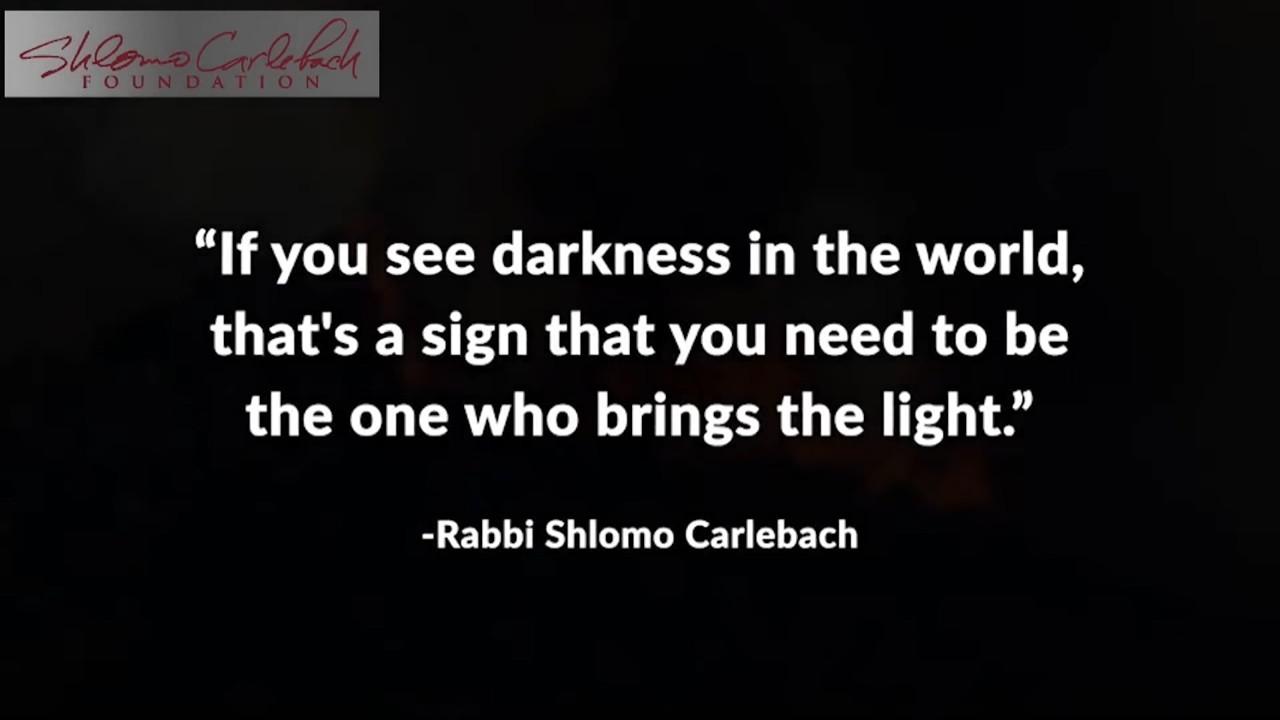 Shlomo Carlebach
FOUNDATION
“If you see darkness in the world,
that's a sign that you need to be
the one who brings the light.”
-Rabbi Shlomo Carlebach